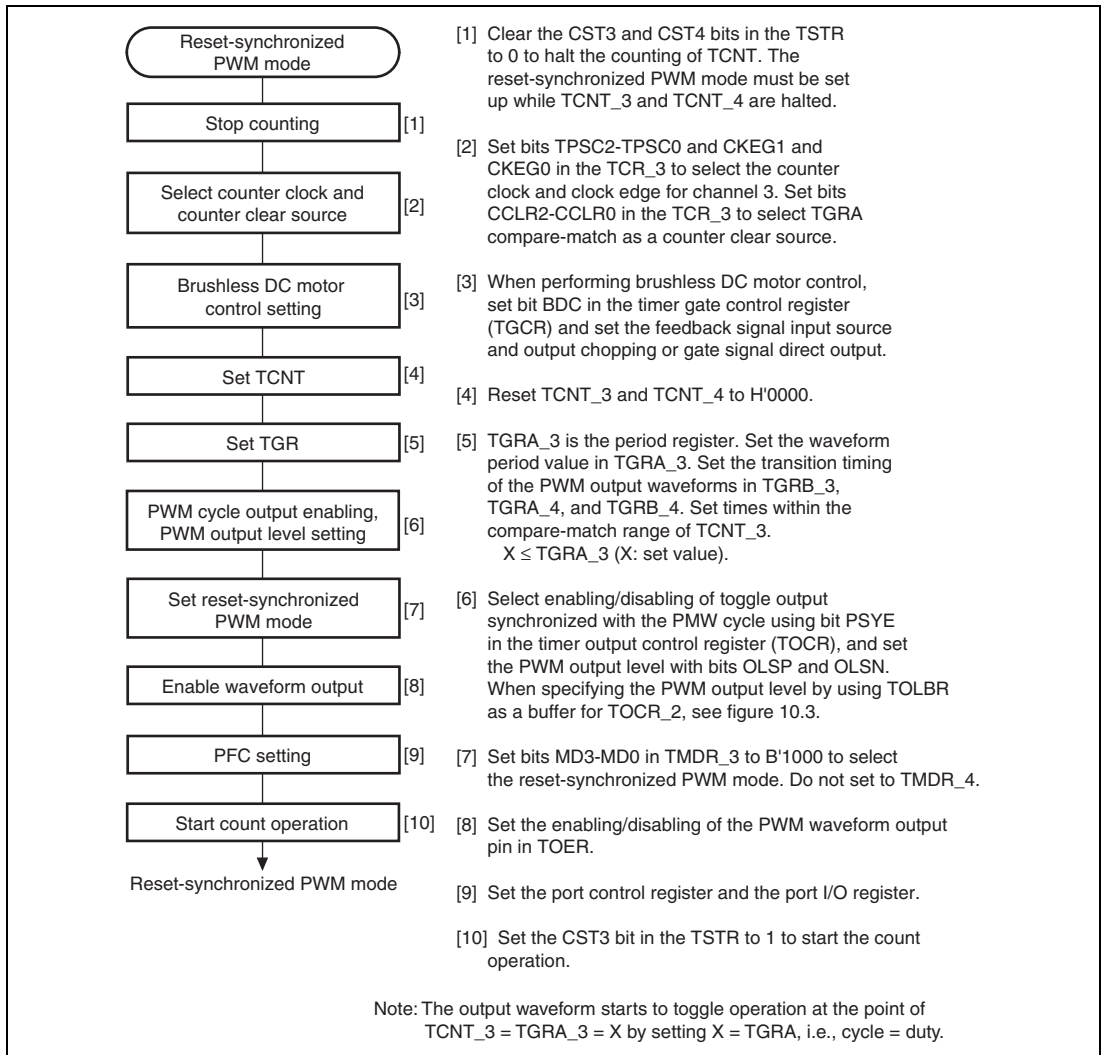 Reset-synchronized
PWM mode
Stop counting
[1]
Select counter clock and
counter clear source
[2]
Brushless DC motor
control setting
[3]
Set TCNT
[4]
Set TGR
[5]
PWM cycle output enabling,
PWM output level setting
[6]
Set reset-synchronized
PWM mode
[7]
Enable waveform output
[8]
PFC setting
[9]
Start count operation
[10]
Reset-synchronized PWM mode
[1] Clear the CST3 and CST4 bits in the TSTR
to 0 to halt the counting of TCNT. The
reset-synchronized PWM mode must be set
up while TCNT_3 and TCNT_4 are halted.
[2] Set bits TPSC2-TPSC0 and CKEG1 and
CKEG0 in the TCR_3 to select the counter
clock and clock edge for channel 3. Set bits
CCLR2-CCLR0 in the TCR_3 to select TGRA
compare-match as a counter clear source.
[3] When performing brushless DC motor control,
set bit BDC in the timer gate control register
(TGCR) and set the feedback signal input source
and output chopping or gate signal direct output.
[4] Reset TCNT_3 and TCNT_4 to H'0000.
[5] TGRA_3 is the period register. Set the waveform
period value in TGRA_3. Set the transition timing
of the PWM output waveforms in TGRB_3,
TGRA_4, and TGRB_4. Set times within the
compare-match range of TCNT_3.
X ≤ TGRA_3 (X: set value).
[6] Select enabling/disabling of toggle output
synchronized with the PMW cycle using bit PSYE
in the timer output control register (TOCR), and set
the PWM output level with bits OLSP and OLSN.
When specifying the PWM output level by using TOLBR
as a buffer for TOCR_2, see figure 10.3.
[7] Set bits MD3-MD0 in TMDR_3 to B'1000 to select
the reset-synchronized PWM mode. Do not set to TMDR_4.
[8] Set the enabling/disabling of the PWM waveform output
pin in TOER.
[9] Set the port control register and the port I/O register.
[10] Set the CST3 bit in the TSTR to 1 to start the count
operation.
Note: The output waveform starts to toggle operation at the point of
TCNT_3 = TGRA_3 = X by setting X = TGRA, i.e., cycle = duty.